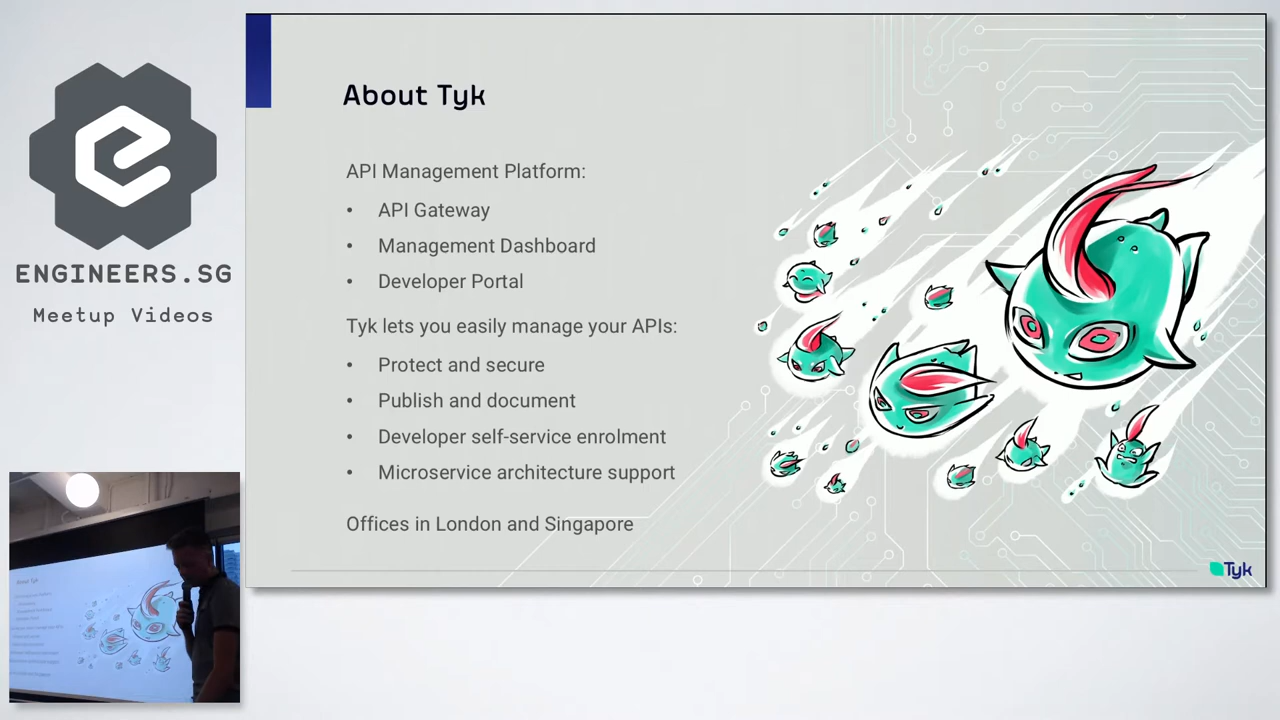 ENGINEERS.SG
Meetup Videos
About Tyk
API Management Platform:
• API Gateway
• Management Dashboard
• Developer Portal
Tyk lets you easily manage your APIs:
• Protect and secure
• Publish and document
• Developer self-service enrolment
• Microservice architecture support
Offices in London and Singapore
Tyk
About Tyk